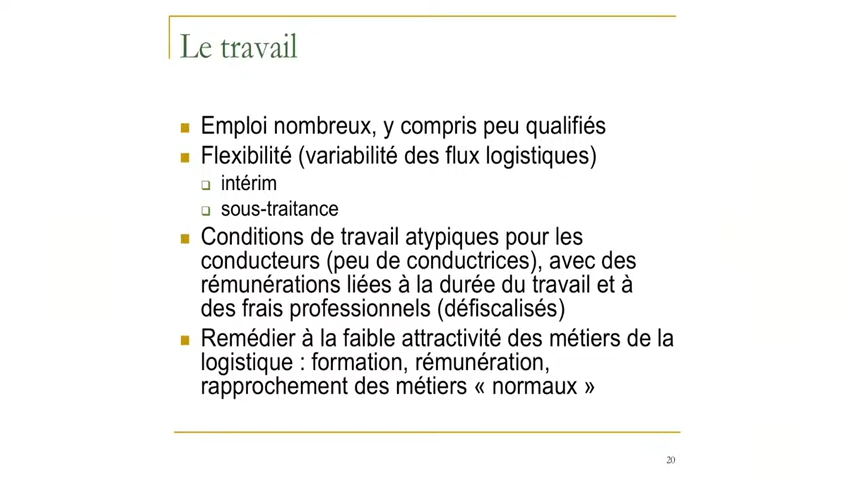 Le travail
Emploi nombreux, y compris peu qualifiés
Flexibilité (variabilité des flux logistiques)
intérim
sous-traitance
Conditions de travail atypiques pour les
conducteurs (peu de conductrices), avec des
rémunérations liées à la durée du travail et à
des frais professionnels (défiscalisés)
Remédier à la faible attractivité des métiers de la
logistique : formation, rémunération,
rapprochement des métiers « normaux »
20